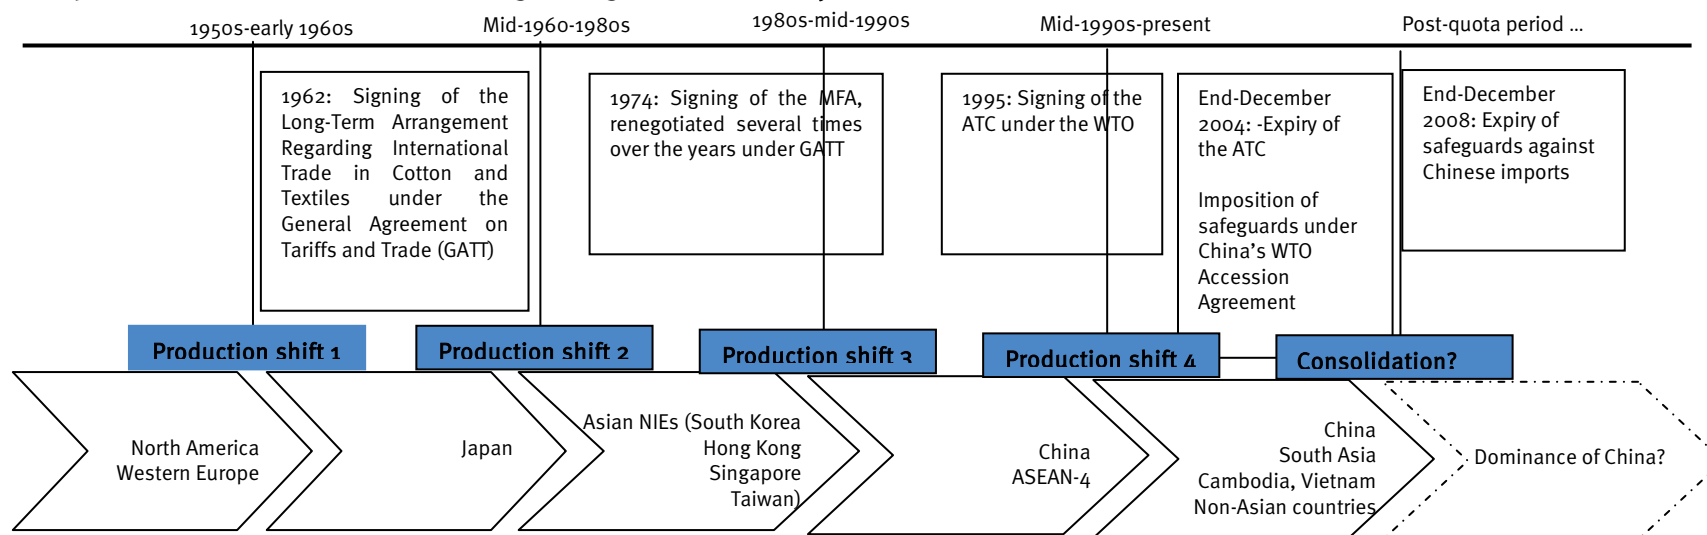 1950s-early 1960s
Mid-1960-1980s
1980s-mid-1990s
Mid-1990s-present
Post-quota period ...
1962: Signing of the
Long-Term Arrangement
Regarding International
Trade in Cotton and
Textiles under the
General Agreement on
Tariffs and Trade (GATT)
1974: Signing of the MFA,
renegotiated several times
over the years under GATT
1995: Signing of the
ATC under the WTO
End-December
2004: -Expiry of
the ATC
Imposition of
safeguards under
China's WTO
Accession
Agreement
End-December
2008: Expiry of
safeguards against
Chinese imports
Production shift 1
Production shift 2
Production shift 3
Production shift 4
Consolidation?
North America
Western Europe
Japan
Asian NIEs (South Korea
Hong Kong
Singapore
Taiwan)
China
ASEAN-4
China
South Asia
Cambodia, Vietnam
Non-Asian countries
Dominance of China?